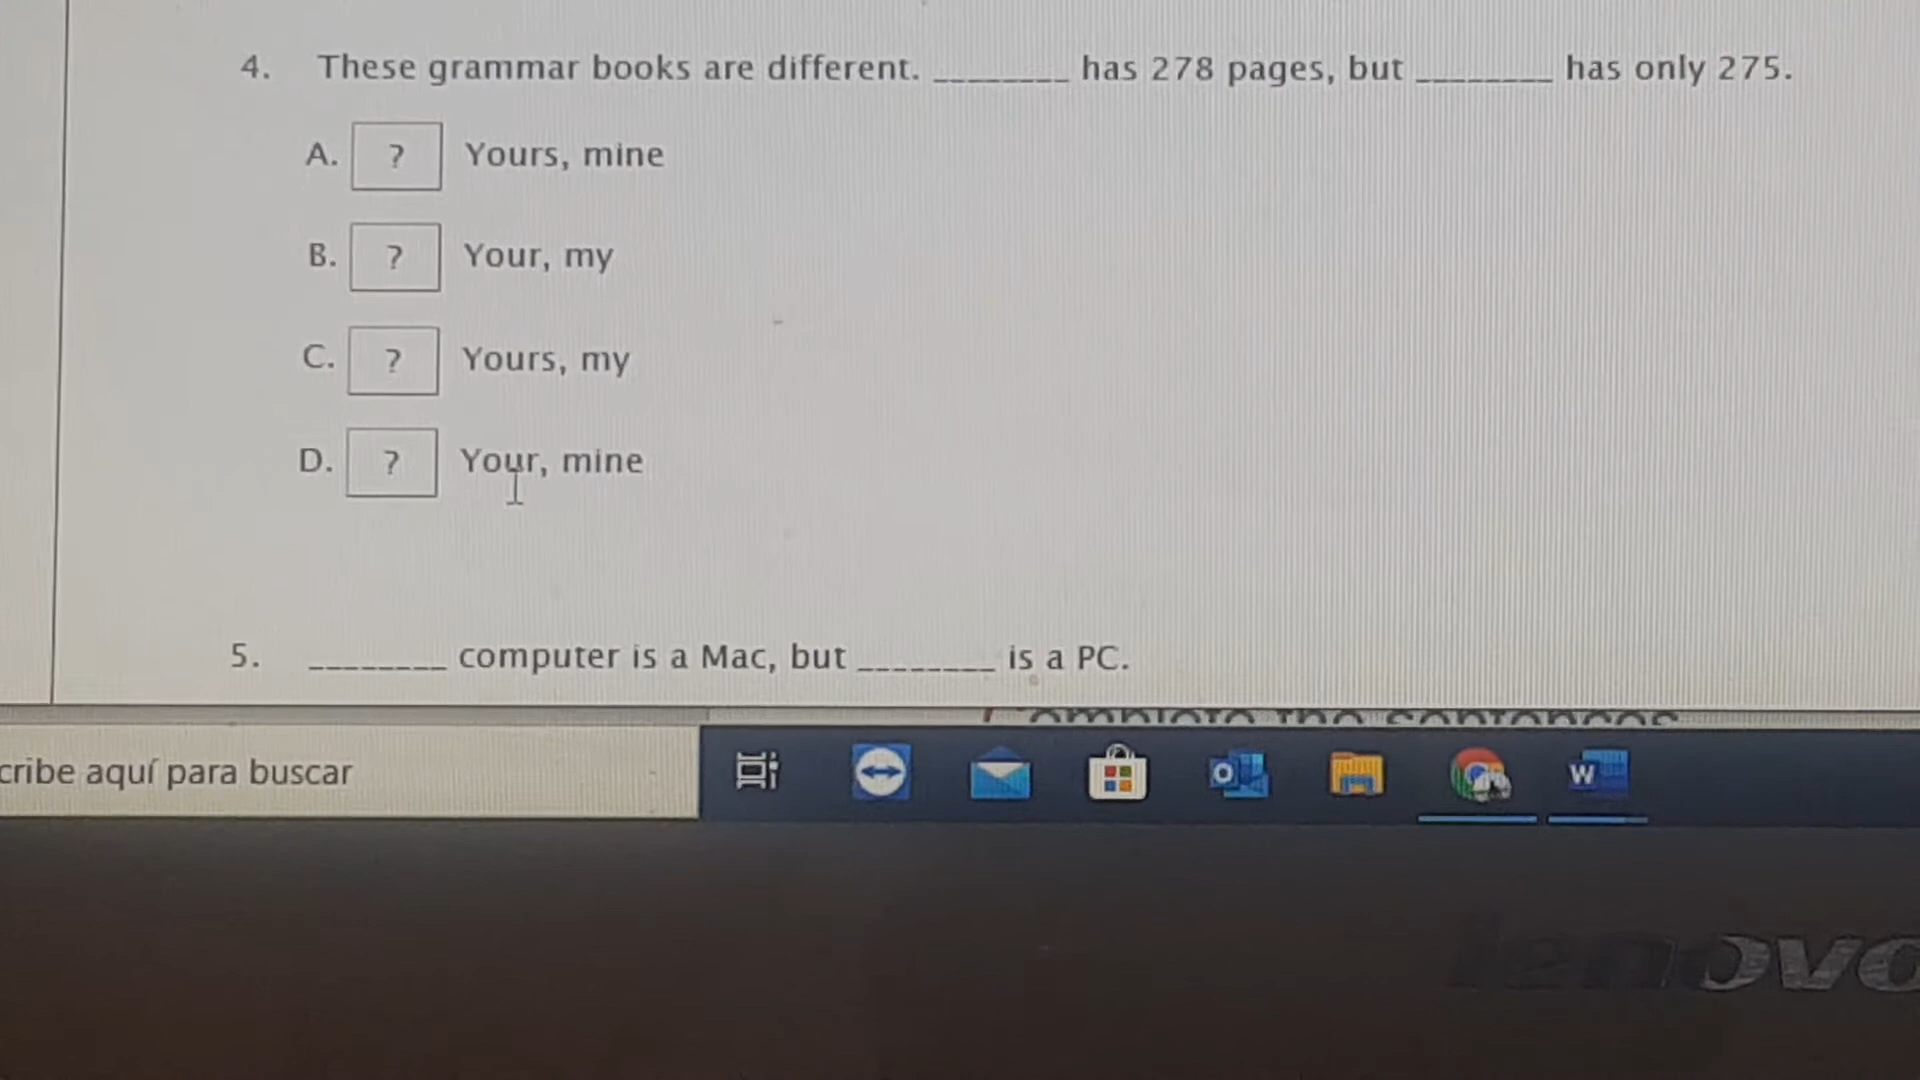 4. These grammar books are different. ________ has 278 pages, but ________ has only 275.
A. ? Yours, mine
B. ? Your, my
C. ? Yours, my
D. ? Your, mine
5. ________ computer is a Mac, but ________ is a PC.
cribe aquí para buscar
lenovo